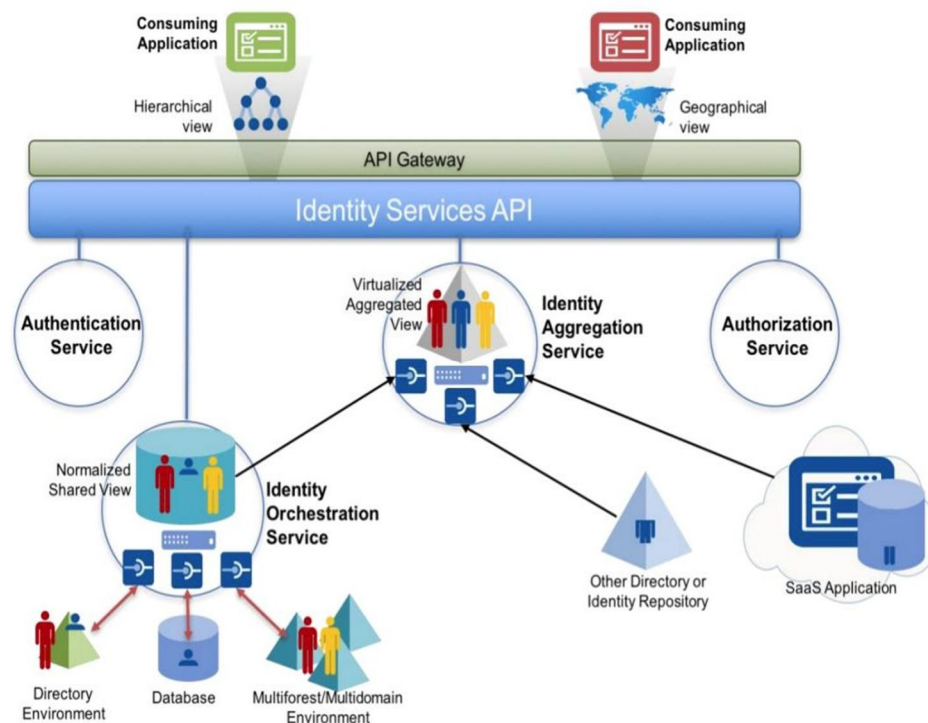 Consuming
Application
Consuming
Application
Hierarchical
view
Geographical
view
API Gateway
Identity Services API
Authentication
Service
Virtualized
Aggregated
View
Identity
Aggregation
Service
Authorization
Service
Normalized
Shared View
Identity
Orchestration
Service
Other Directory or
Identity Repository
SaaS Application
Directory
Environment
Database
Multiforest/Multidomain
Environment